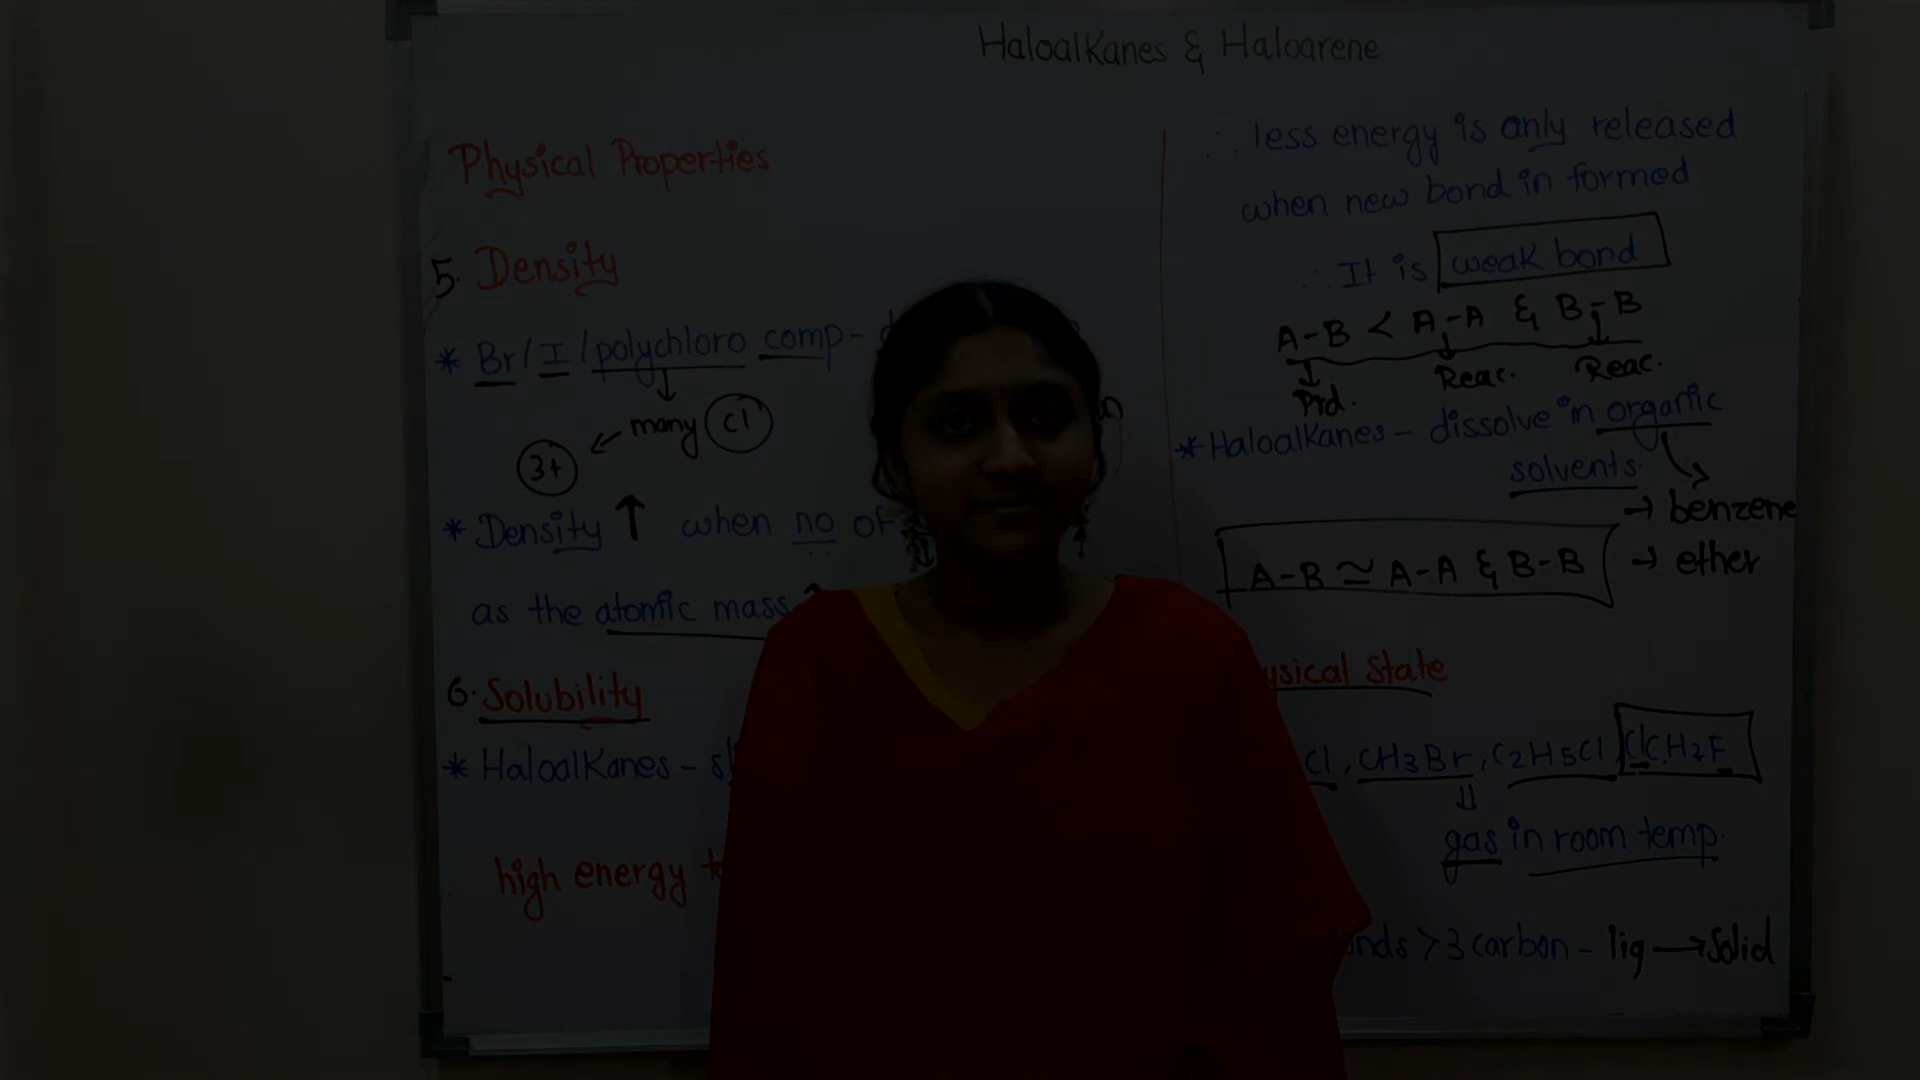 HaloalKanes & Haloarene
Physical Properties
5. Density
* Br / I / polychloro comp -
many Cl
3+
* Density ↑ when no of
as the atomic mass
6. Solubility
* HaloalKanes -
high energy
∴ less energy is only released
when new bond in formed
∴ It is weak bond
A-B < A-A & B-B
Prd. Reac. Reac.
* HaloalKanes - dissolve in organic
solvents.
→ benzene
→ ether
A-B ≃ A-A & B-B
ysical State
Cl, CH3Br, C2H5Cl, ClCH2F
gas in room temp.
onds > 3 carbon - liq → Solid